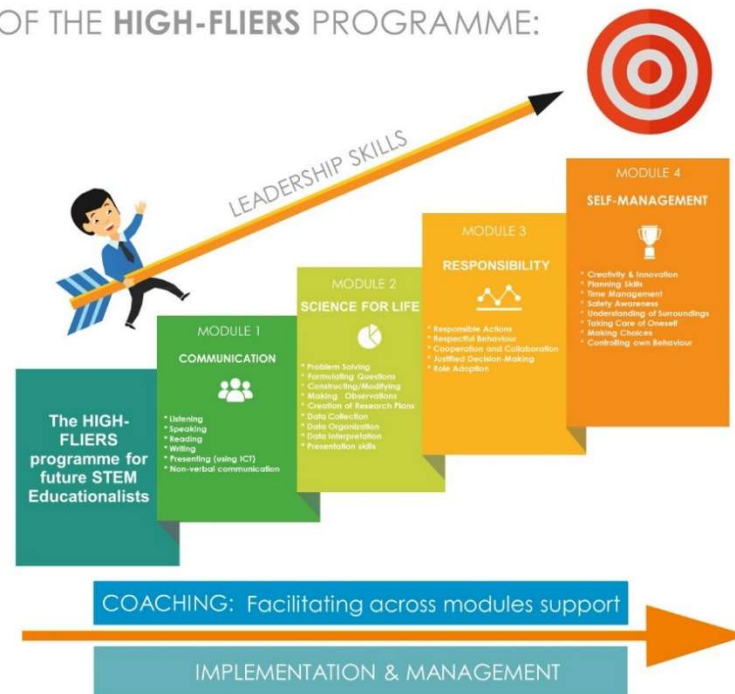 OF THE HIGH-FLIERS PROGRAMME:
LEADERSHIP SKILLS
The HIGH-
FLIERS
programme for
future STEM
Educationalists
MODULE 1
COMMUNICATION
* Listening
* Speaking
* Reading
* Writing
* Presenting (using ICT)
* Non-verbal communication
MODULE 2
SCIENCE FOR LIFE
* Problem Solving
* Formulating Questions
* Constructing/Modifying
* Making Observations
* Creation of Research Plans
* Data Collection
* Data Organization
* Data Interpretation
* Presentation skills
MODULE 3
RESPONSIBILITY
* Responsible Actions
* Respectful Behaviour
* Cooperation and Collaboration
* Justified Decision-Making
* Role Adoption
MODULE 4
SELF-MANAGEMENT
* Creativity & Innovation
* Planning Skills
* Time Management
* Safety Awareness
* Understanding of Surroundings
* Taking Care of Oneself
* Making Choices
* Controlling own Behaviour
COACHING: Facilitating across modules support
IMPLEMENTATION & MANAGEMENT